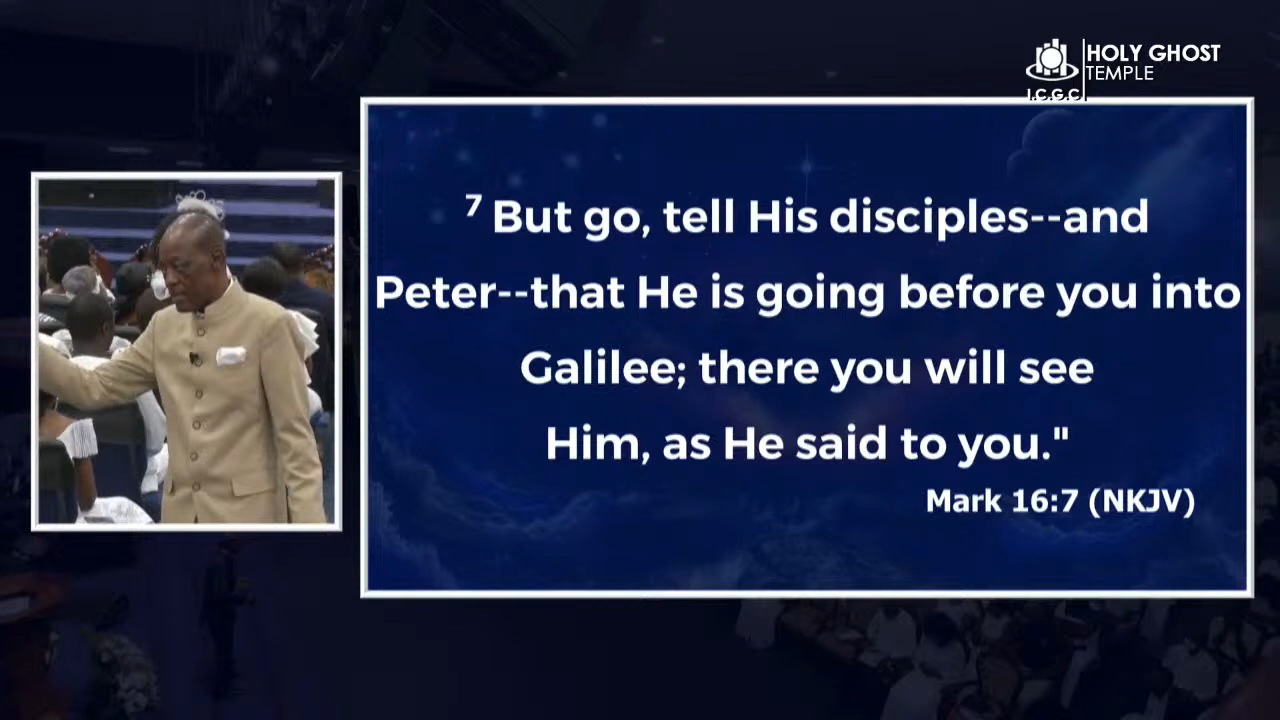 HOLY GHOST
TEMPLE
I.C.G.C
7 But go, tell His disciples--and
Peter--that He is going before you into
Galilee; there you will see
Him, as He said to you."
Mark 16:7 (NKJV)